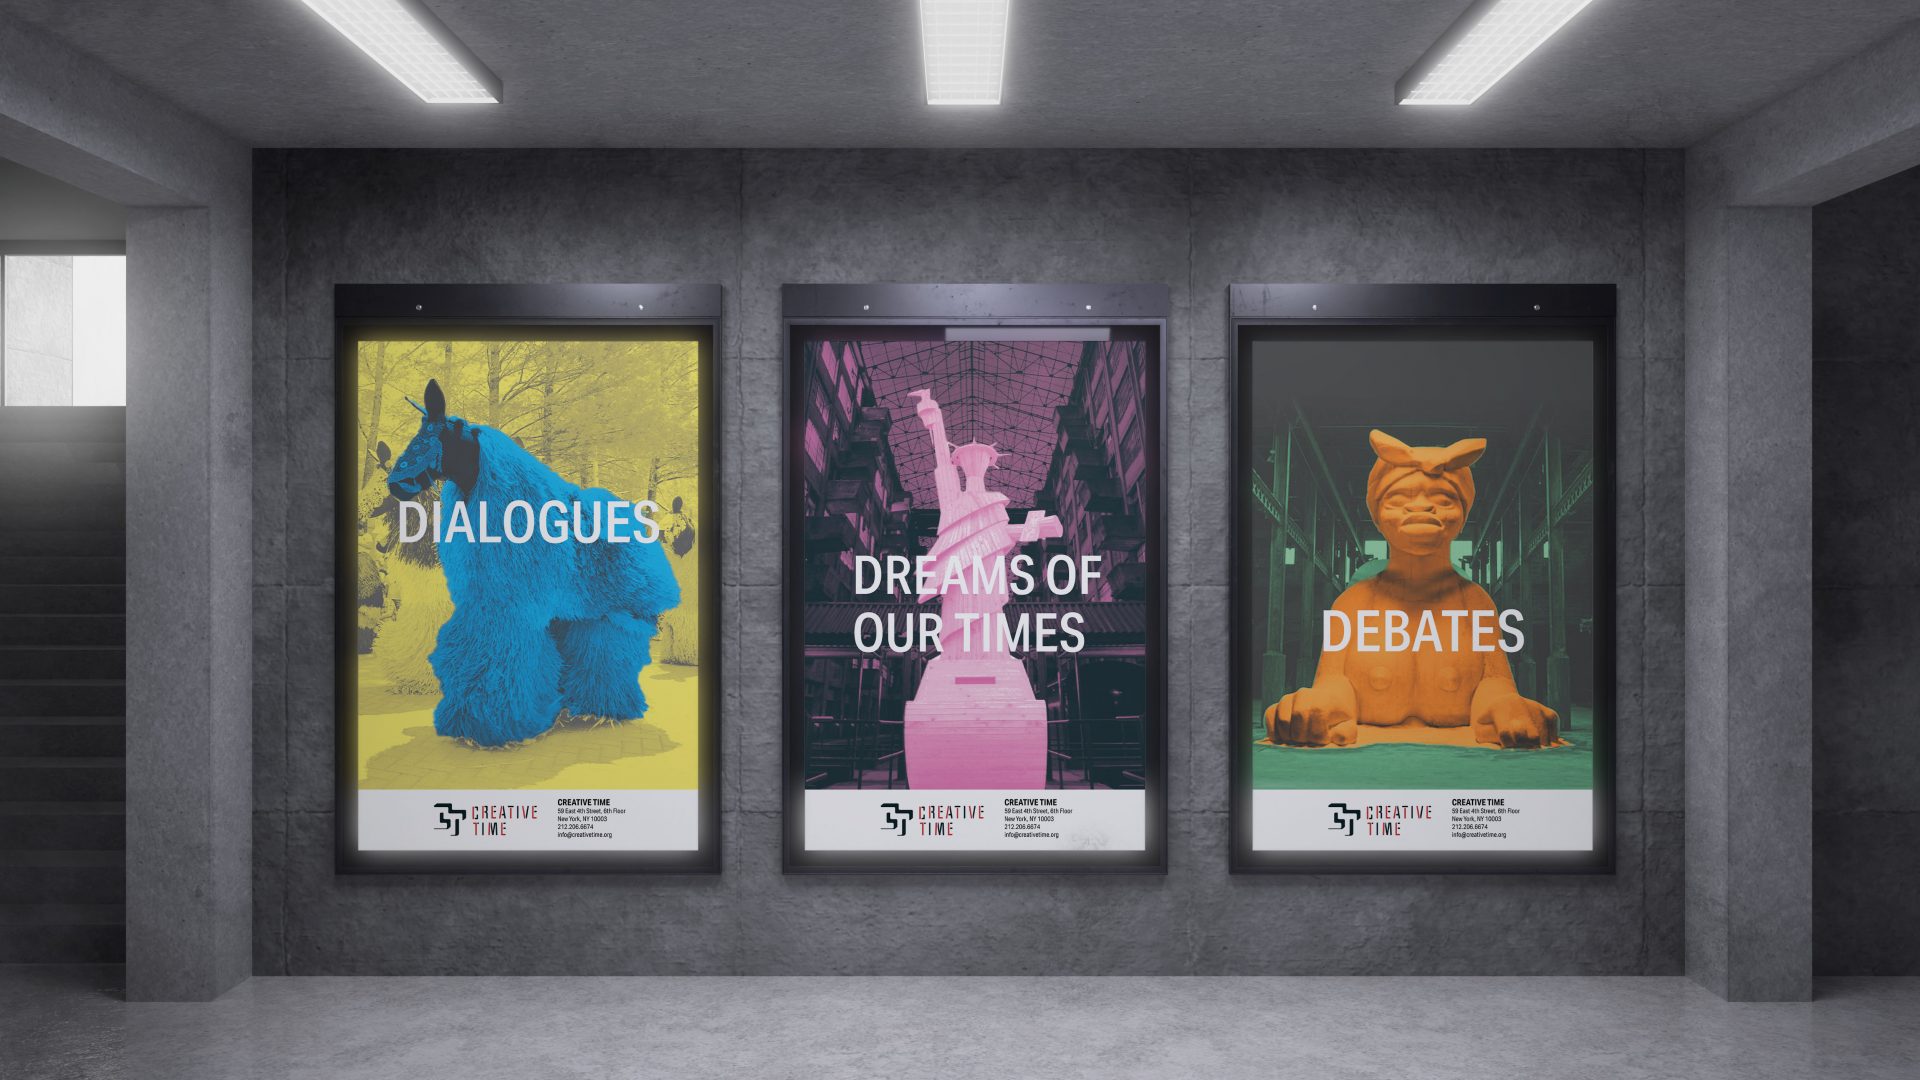 DIALOGUES
CREATIVE
TIME
CREATIVE TIME
59 East 4th Street, 6th Floor
New York, NY 10003
212.206.6674
info@creativetime.org
DREAMS OF
OUR TIMES
CREATIVE
TIME
CREATIVE TIME
59 East 4th Street, 6th Floor
New York, NY 10003
212.206.6674
info@creativetime.org
DEBATES
CREATIVE
TIME
CREATIVE TIME
59 East 4th Street, 6th Floor
New York, NY 10003
212.206.6674
info@creativetime.org